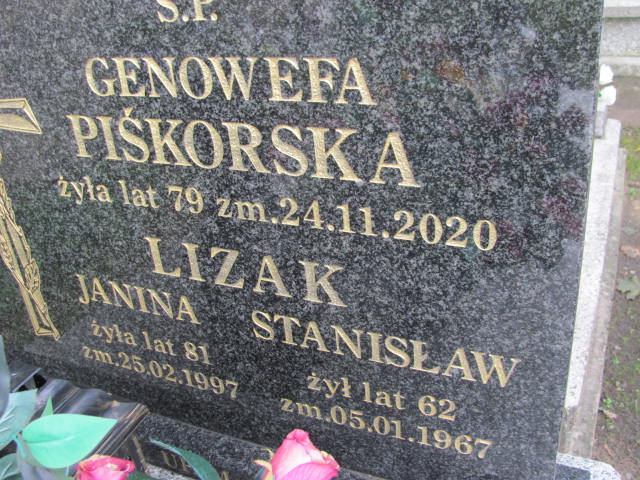 Ś.P.
GENOWEFA
PIŚKORSKA
żyła lat 79 zm.24.11.2020
LIZAK
JANINA
żyła lat 81
zm.25.02.1997
STANISŁAW
żył lat 62
zm.05.01.1967